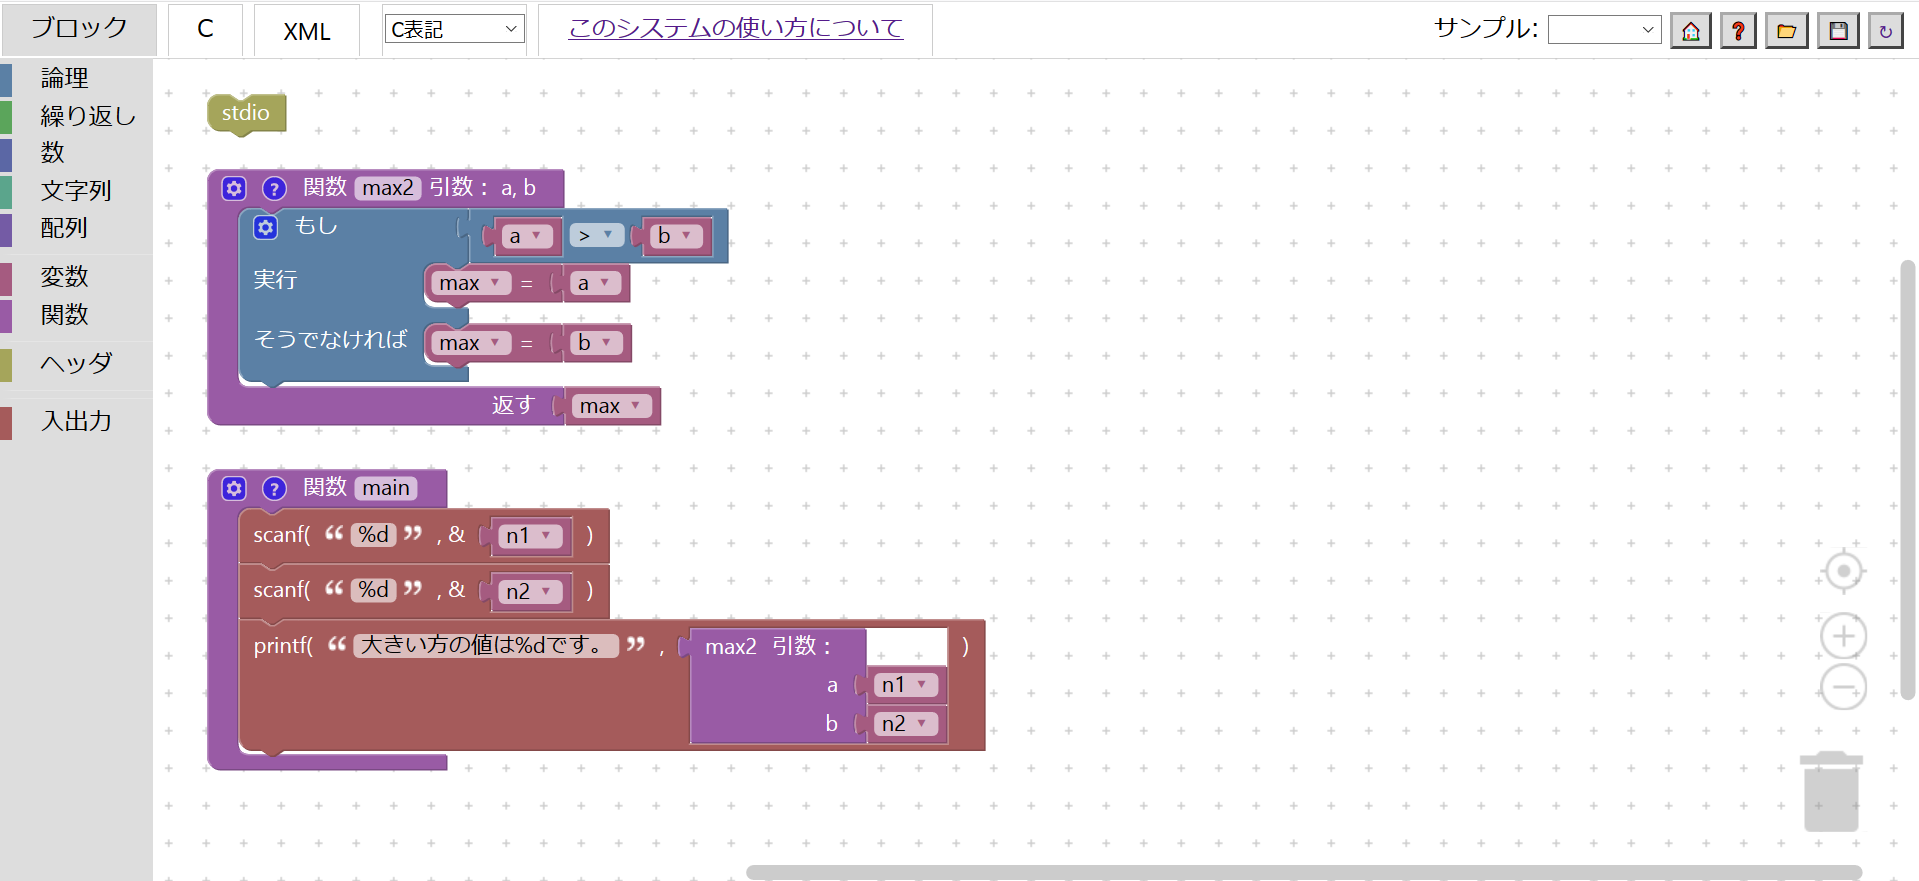 ブロック C XML C表記 このシステムの使い方について サンプル:
論理
繰り返し
数
文字列
配列
変数
関数
ヘッダ
入出力
stdio
関数 max2 引数： a, b
もし a > b
実行 max = a
そうでなければ max = b
返す max
関数 main
scanf( “ %d ” , & n1 )
scanf( “ %d ” , & n2 )
printf( “ 大きい方の値は%dです。 ” , max2 引数： )
a n1
b n2